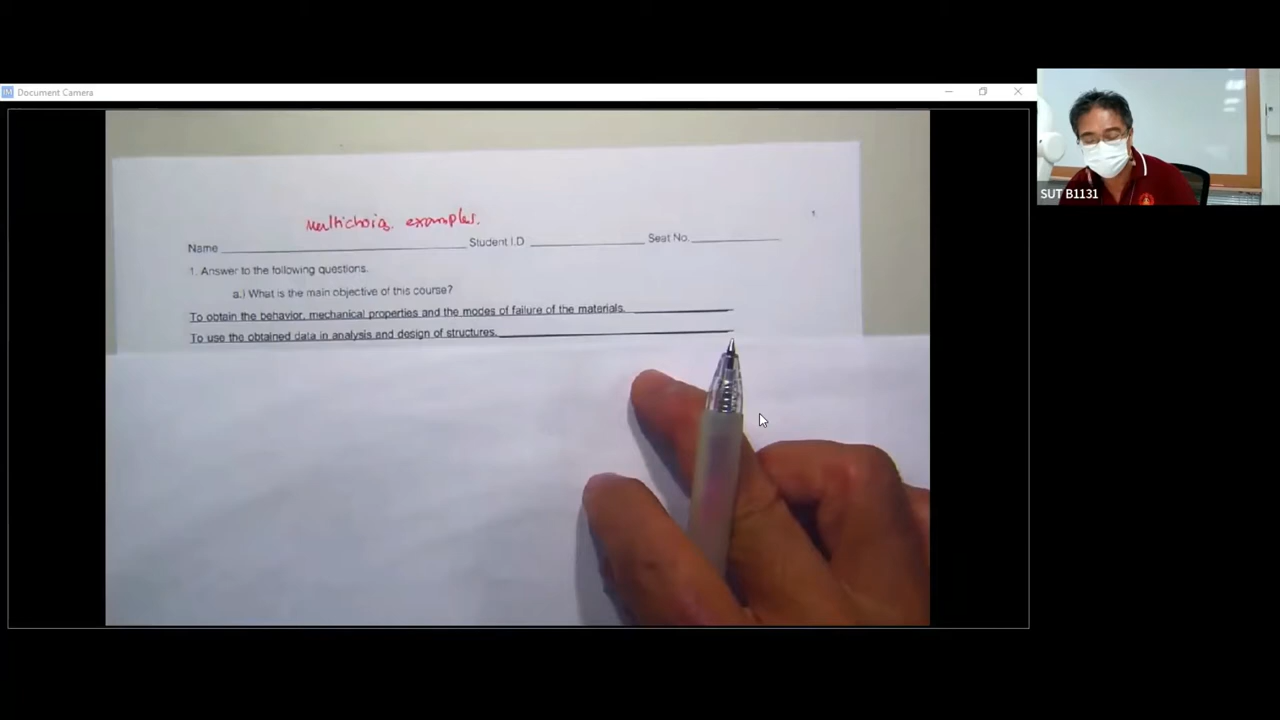 Document Camera
SUT B1131
Multichoic. examples.
Name Student I.D Seat No.
1. Answer to the following questions.
a.) What is the main objective of this course?
To obtain the behavior, mechanical properties and the modes of failure of the materials.
To use the obtained data in analysis and design of structures.